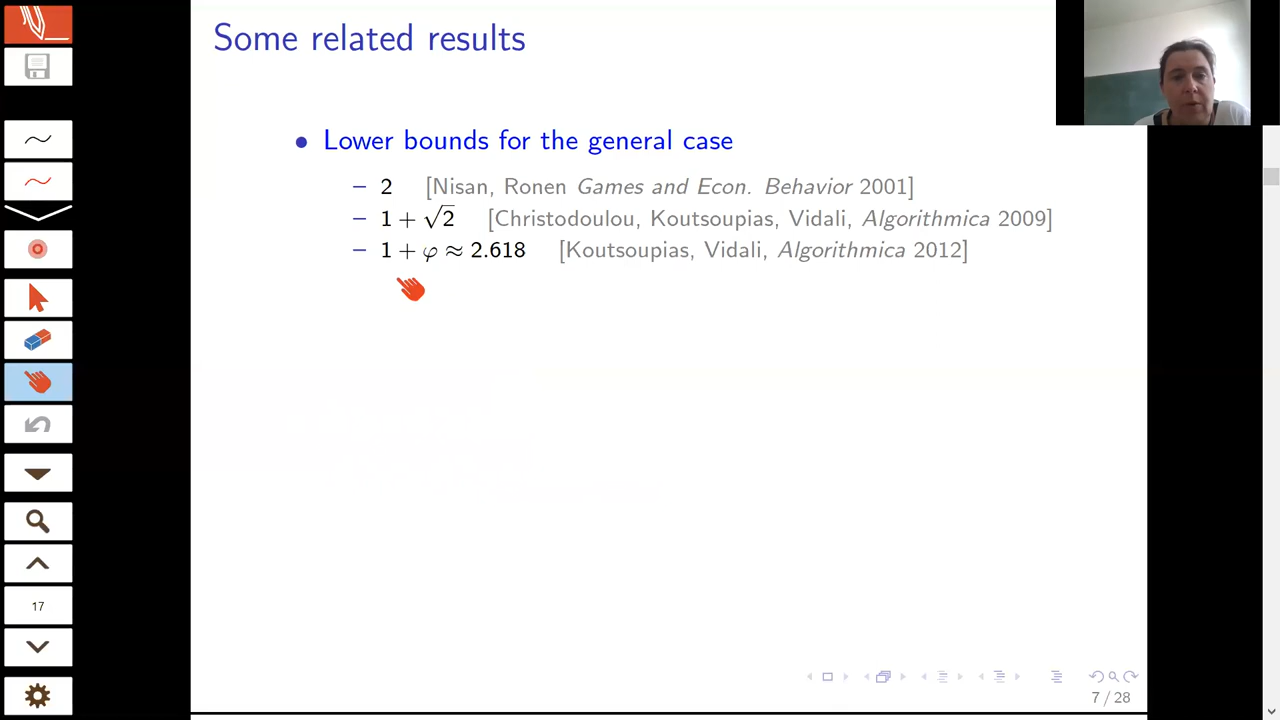 Some related results
• Lower bounds for the general case
– 2 [Nisan, Ronen Games and Econ. Behavior 2001]
– 1 + √2 [Christodoulou, Koutsoupias, Vidali, Algorithmica 2009]
– 1 + φ ≈ 2.618 [Koutsoupias, Vidali, Algorithmica 2012]
17
7 / 28